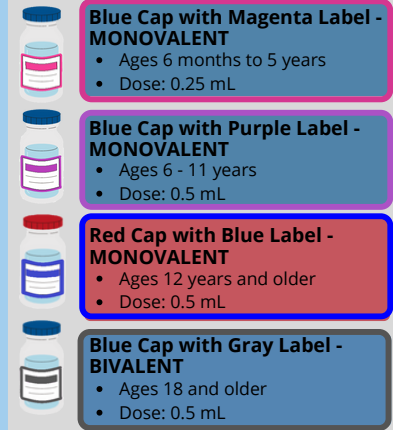 Blue Cap with Magenta Label -
MONOVALENT
• Ages 6 months to 5 years
• Dose: 0.25 mL
Blue Cap with Purple Label -
MONOVALENT
• Ages 6 - 11 years
• Dose: 0.5 mL
Red Cap with Blue Label -
MONOVALENT
• Ages 12 years and older
• Dose: 0.5 mL
Blue Cap with Gray Label -
BIVALENT
• Ages 18 and older
• Dose: 0.5 mL